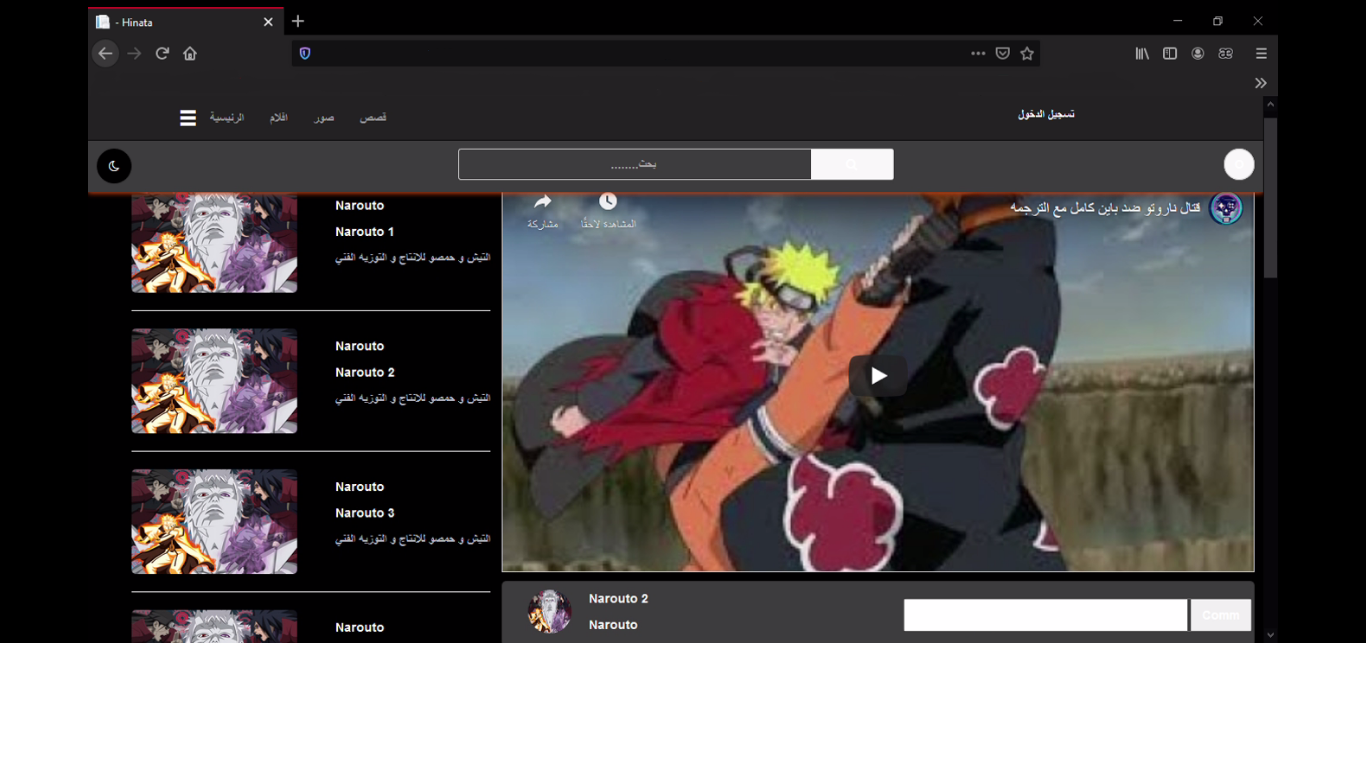 - Hinata
الرئيسية
افلام
صور
قصص
تسجيل الدخول
بحث........
Narouto
Narouto 1
التيش و حمصو للانتاج و التوزيه الفني
Narouto
Narouto 2
التيش و حمصو للانتاج و التوزيه الفني
Narouto
Narouto 3
التيش و حمصو للانتاج و التوزيه الفني
Narouto
مشاركة
المشاهدة لاحقًا
قتال ناروتو ضد باين كامل مع الترجمه
Narouto 2
Narouto
Comm